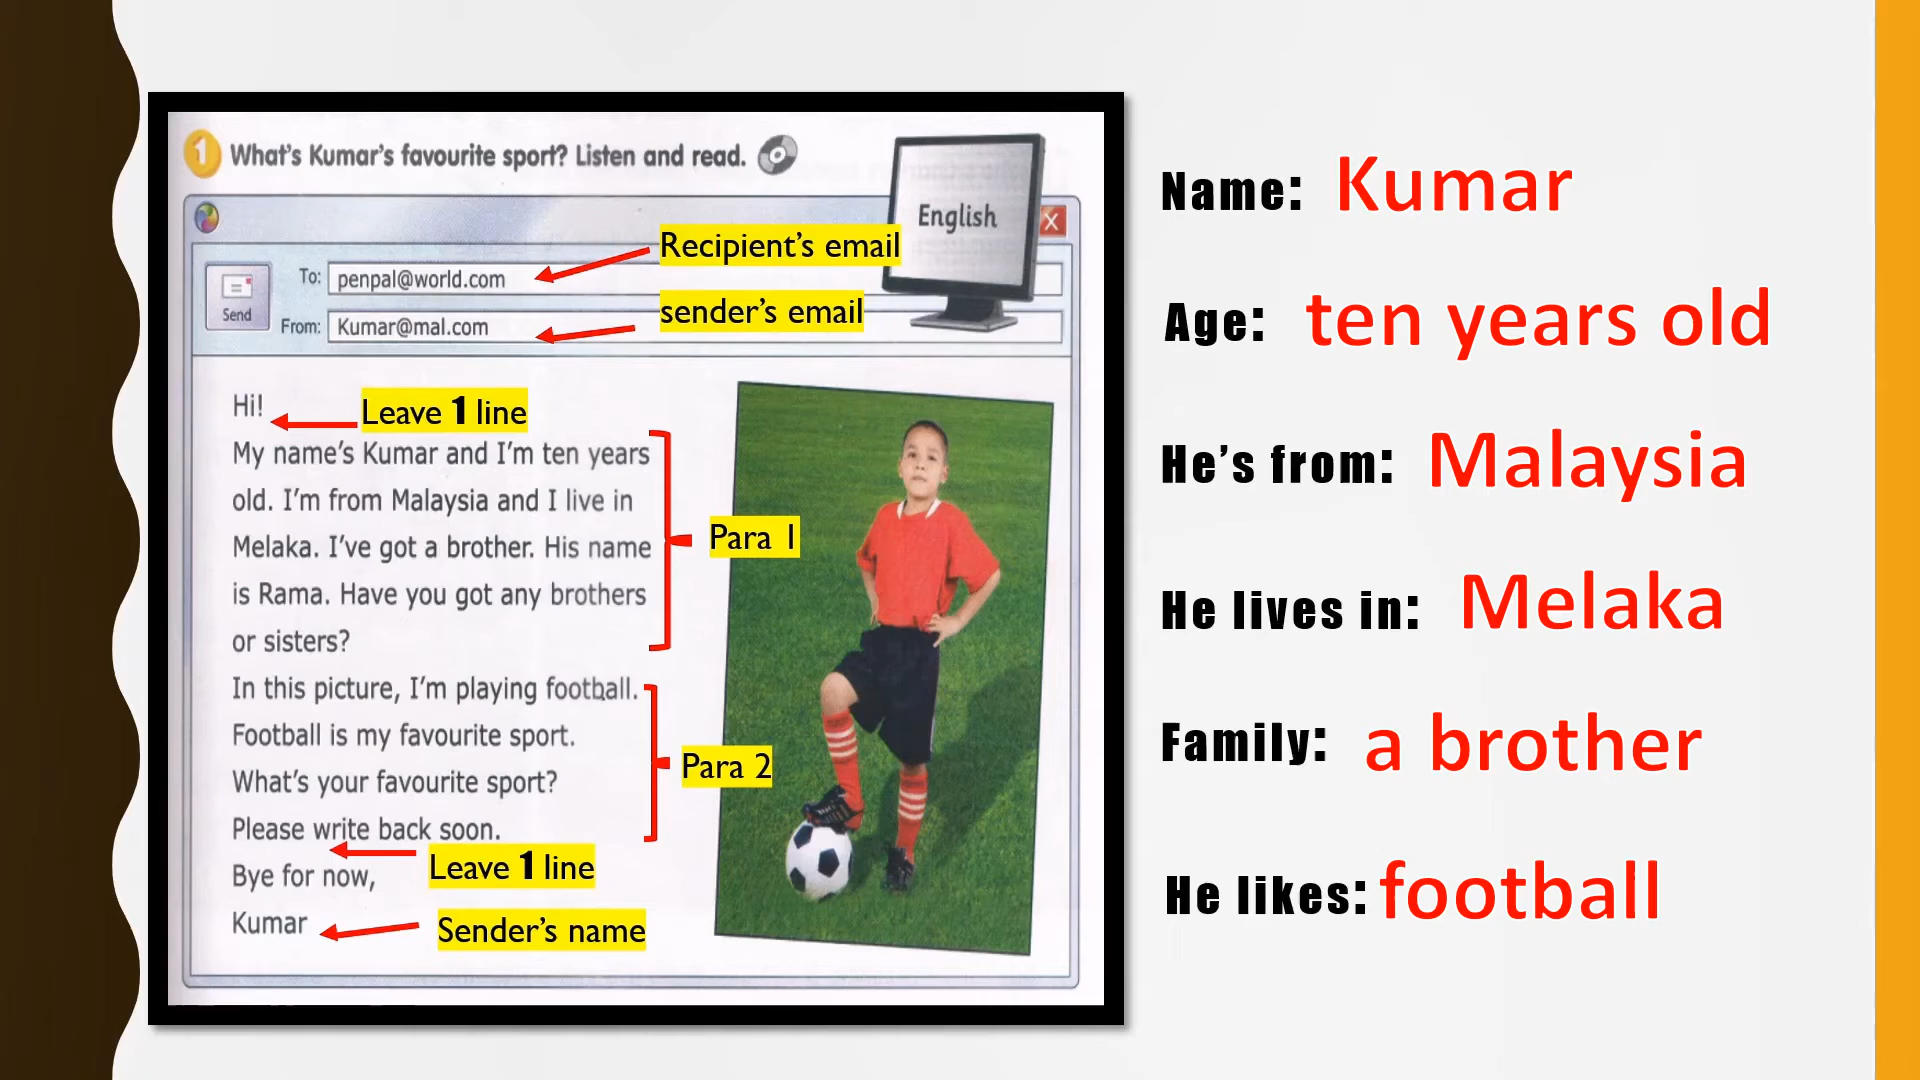 1 What's Kumar's favourite sport? Listen and read.
English
X
Recipient's email
To: penpal@world.com
Send
sender's email
From: Kumar@mal.com
Hi!
Leave 1 line
My name's Kumar and I'm ten years
old. I'm from Malaysia and I live in
Melaka. I've got a brother. His name
is Rama. Have you got any brothers
or sisters?
Para 1
In this picture, I'm playing football.
Football is my favourite sport.
What's your favourite sport?
Please write back soon.
Para 2
Leave 1 line
Bye for now,
Kumar
Sender's name
Name: Kumar
Age: ten years old
He's from: Malaysia
He lives in: Melaka
Family: a brother
He likes: football